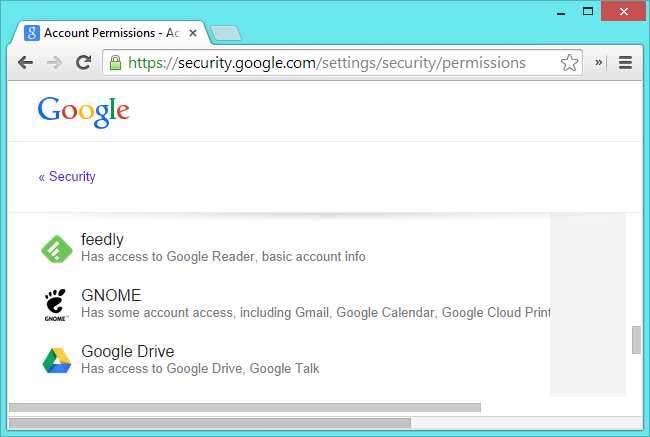 Account Permissions - Ac
https://security.google.com/settings/security/permissions
»
Google
« Security
feedly
Has access to Google Reader, basic account info
GNOME
Has some account access, including Gmail, Google Calendar, Google Cloud Print
GNOME™
Google Drive
Has access to Google Drive, Google Talk